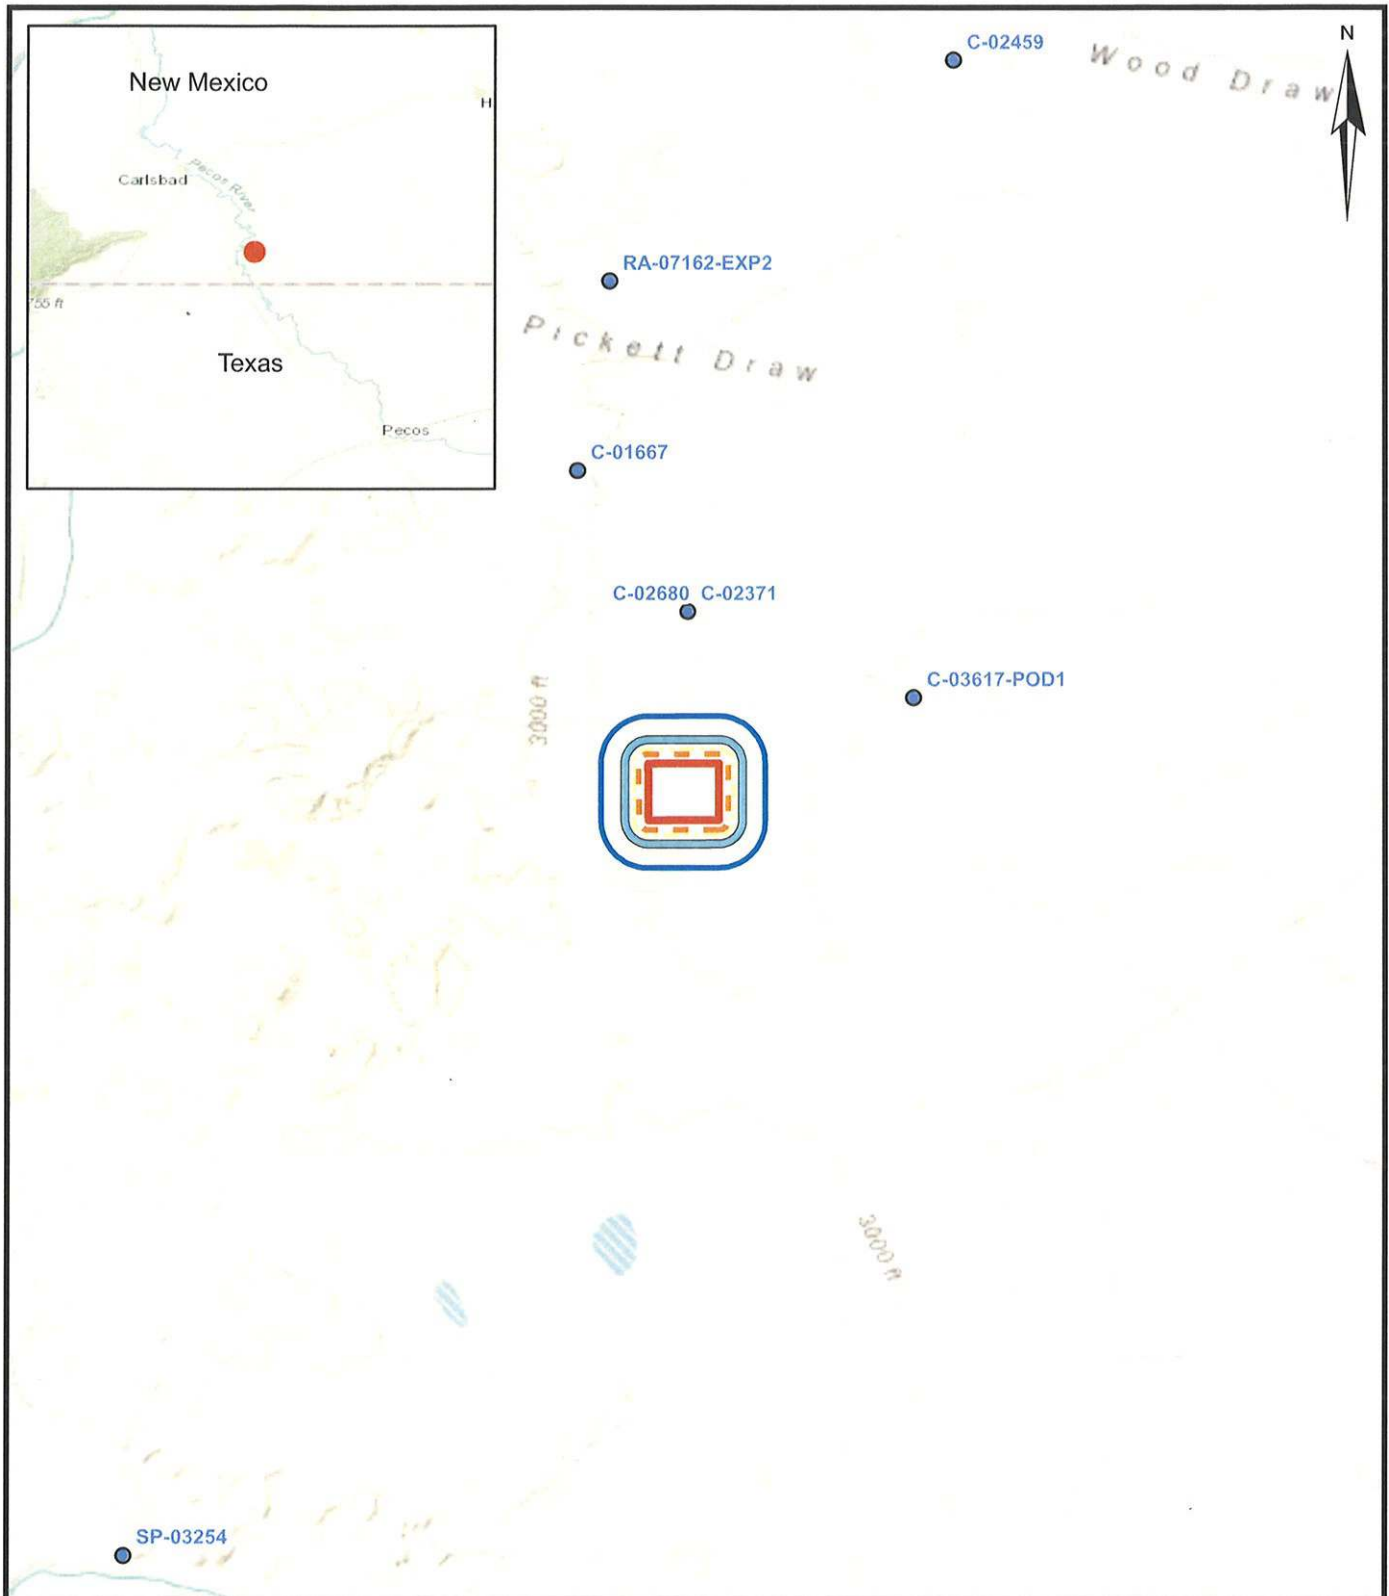 C-02459
Wood Draw
N
New Mexico
H
Carlsbad
Pecos River
755 ft
Texas
Pecos
RA-07162-EXP2
Pickett Draw
C-01667
C-02680 C-02371
C-03617-POD1
3000 ft
3000 ft
SP-03254